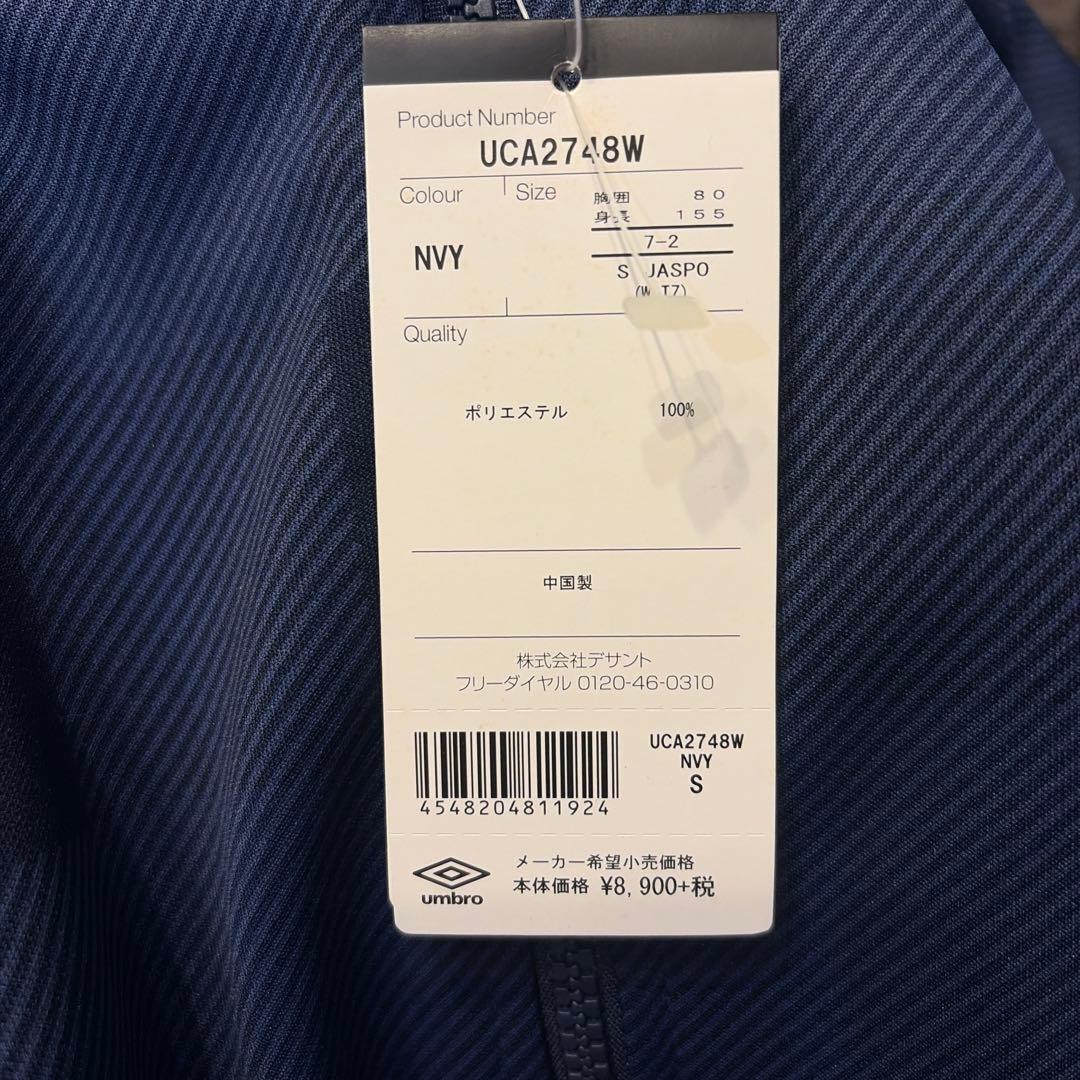 Product Number
UCA2748W
Colour Size
胸囲 80
身長 155
7-2
NVY
S JASPO
(W T7)
Quality
ポリエステル 100%
中国製
株式会社デサント
フリーダイヤル 0120-46-0310
UCA2748W
NVY
S
4548204811924
メーカー希望小売価格
本体価格 ¥8,900+税
umbro